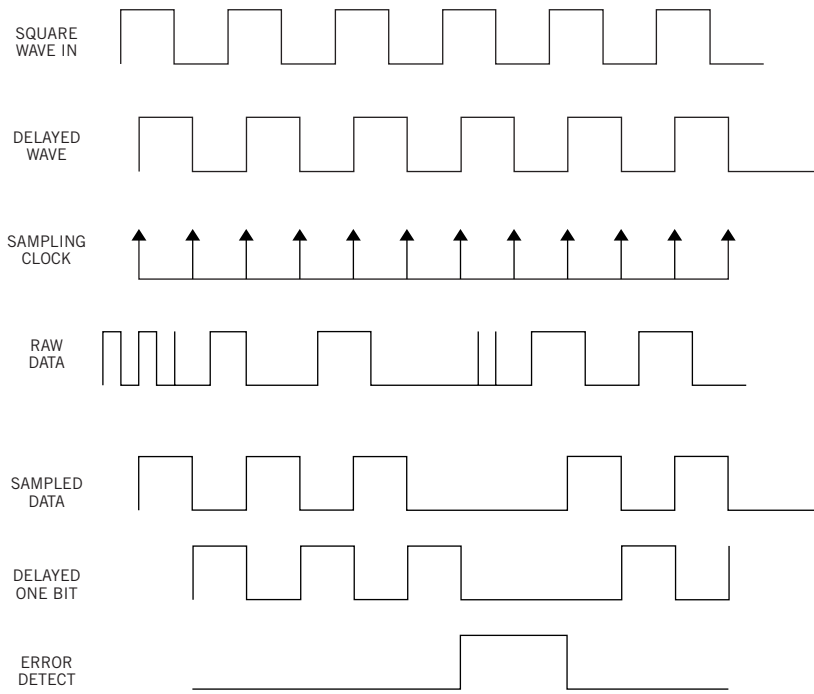 SQUARE
WAVE IN
DELAYED
WAVE
SAMPLING
CLOCK
RAW
DATA
SAMPLED
DATA
DELAYED
ONE BIT
ERROR
DETECT